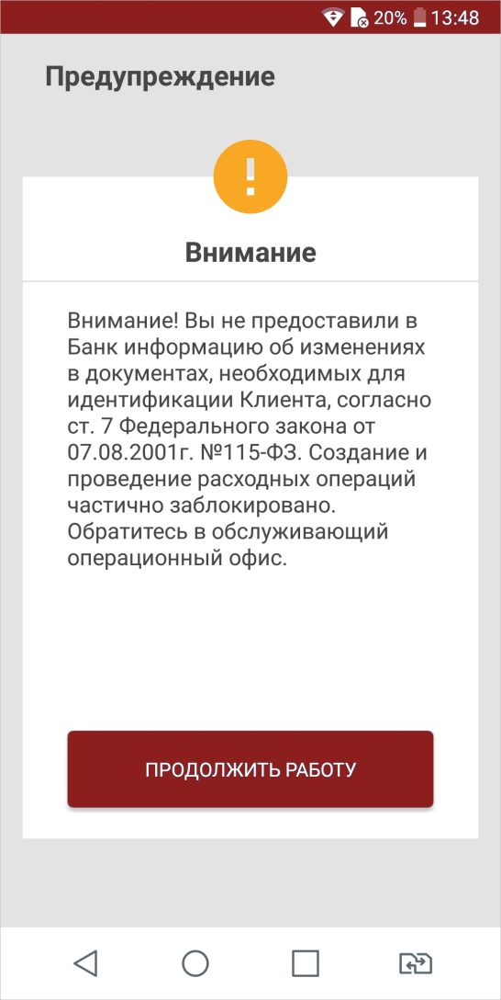 20% 13:48
Предупреждение
Внимание
Внимание! Вы не предоставили в
Банк информацию об изменениях
в документах, необходимых для
идентификации Клиента, согласно
ст. 7 Федерального закона от
07.08.2001г. №115-ФЗ. Создание и
проведение расходных операций
частично заблокировано.
Обратитесь в обслуживающий
операционный офис.
ПРОДОЛЖИТЬ РАБОТУ